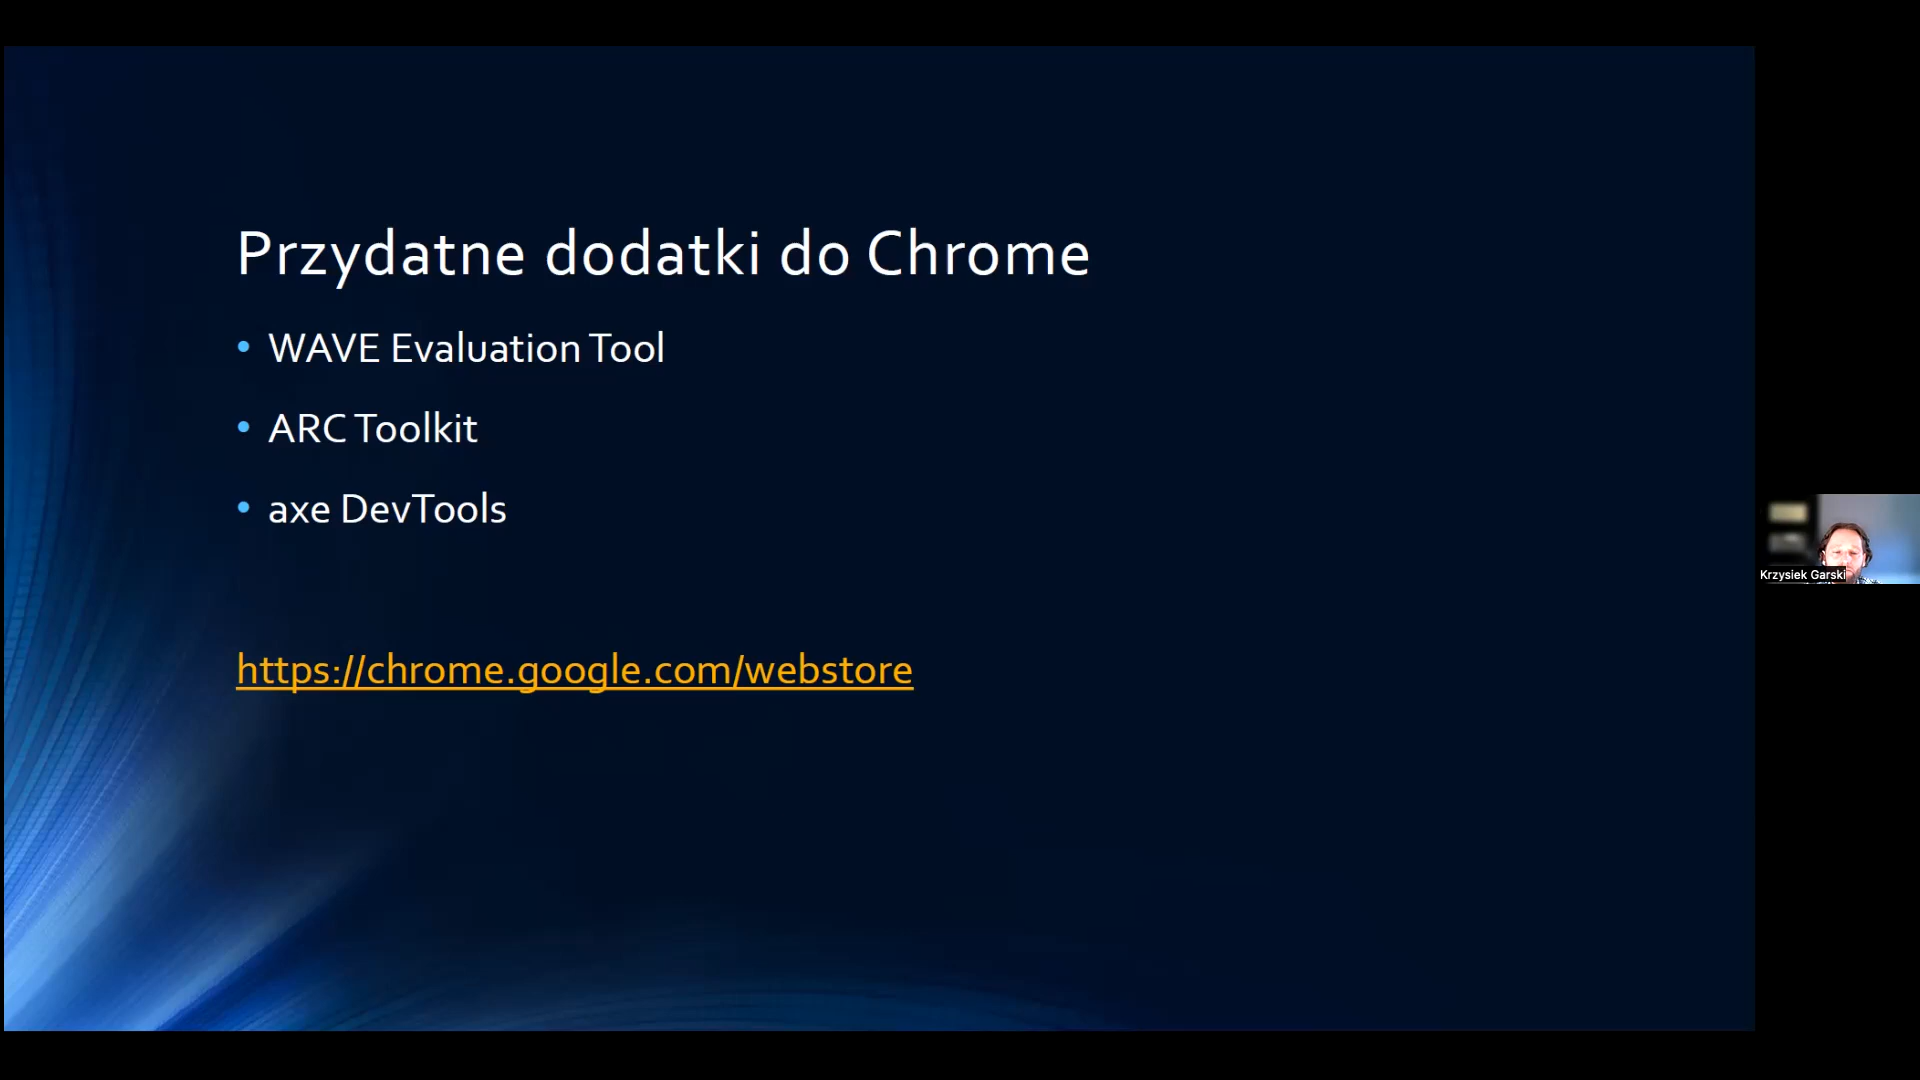 Przydatne dodatki do Chrome
• WAVE Evaluation Tool
• ARC Toolkit
• axe DevTools
https://chrome.google.com/webstore
Krzysiek Garski